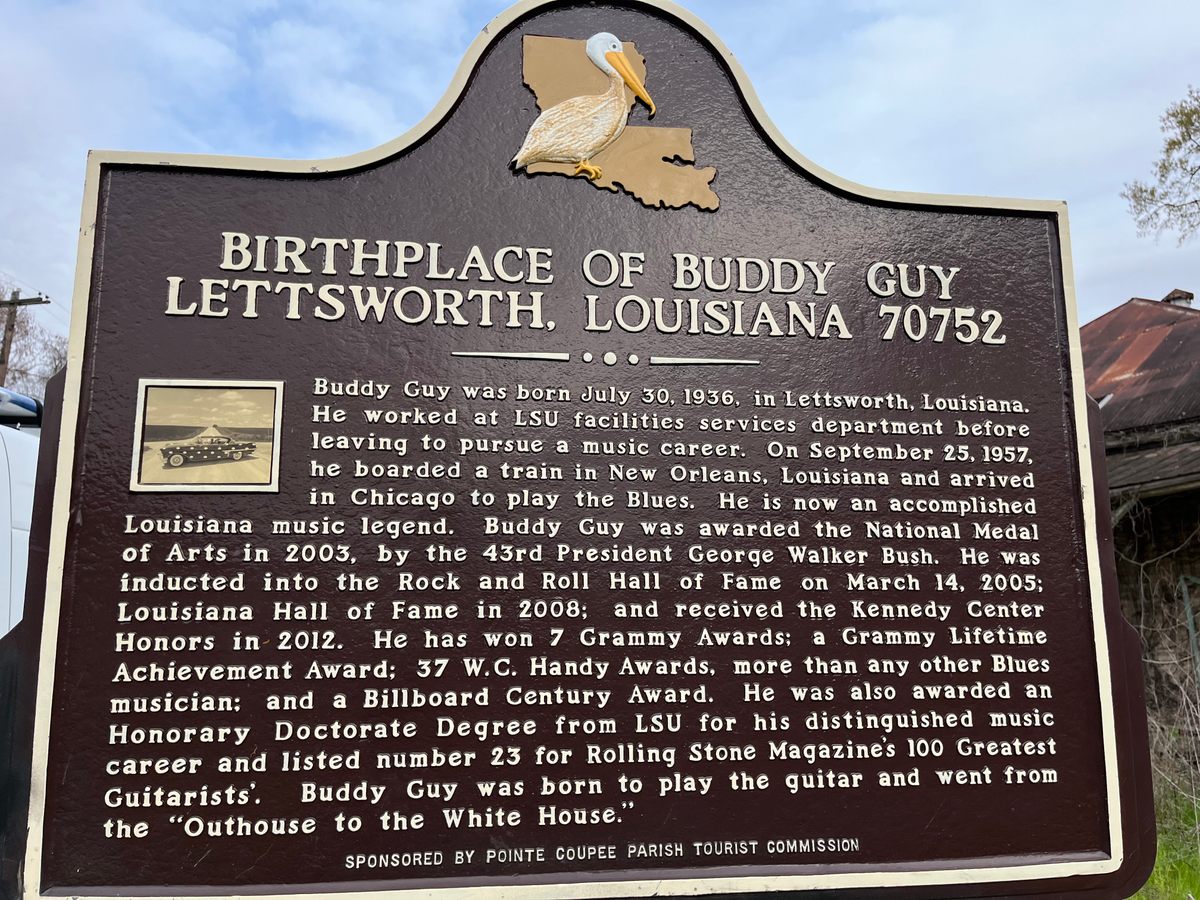 BIRTHPLACE OF BUDDY GUY
LETTSWORTH, LOUISIANA 70752
Buddy Guy was born July 30, 1936, in Lettsworth, Louisiana.
He worked at LSU facilities services department before
leaving to pursue a music career. On September 25, 1957,
he boarded a train in New Orleans, Louisiana and arrived
in Chicago to play the Blues. He is now an accomplished
Louisiana music legend. Buddy Guy was awarded the National Medal
of Arts in 2003, by the 43rd President George Walker Bush. He was
inducted into the Rock and Roll Hall of Fame on March 14, 2005;
Louisiana Hall of Fame in 2008; and received the Kennedy Center
Honors in 2012. He has won 7 Grammy Awards; a Grammy Lifetime
Achievement Award; 37 W.C. Handy Awards, more than any other Blues
musician; and a Billboard Century Award. He was also awarded an
Honorary Doctorate Degree from LSU for his distinguished music
career and listed number 23 for Rolling Stone Magazine's 100 Greatest
Guitarists'. Buddy Guy was born to play the guitar and went from
the "Outhouse to the White House."
SPONSORED BY POINTE COUPEE PARISH TOURIST COMMISSION